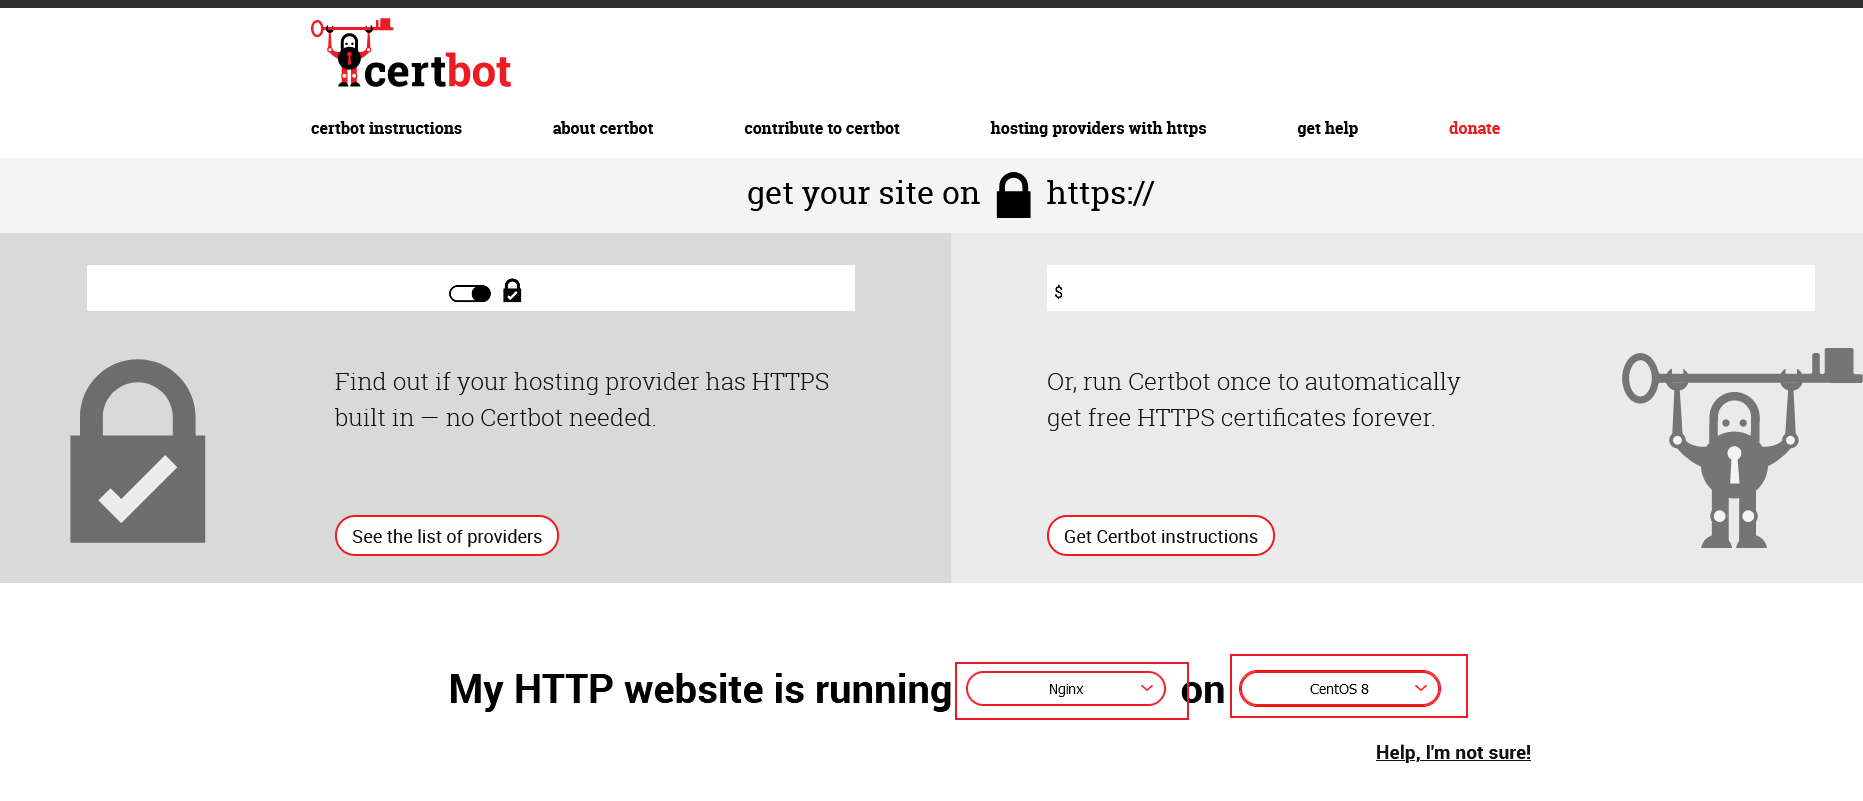 certbot
certbot instructions about certbot contribute to certbot hosting providers with https get help donate
get your site on https://
$
Find out if your hosting provider has HTTPS
built in — no Certbot needed.
See the list of providers
Or, run Certbot once to automatically
get free HTTPS certificates forever.
Get Certbot instructions
My HTTP website is running Nginx on CentOS 8
Help, I'm not sure!